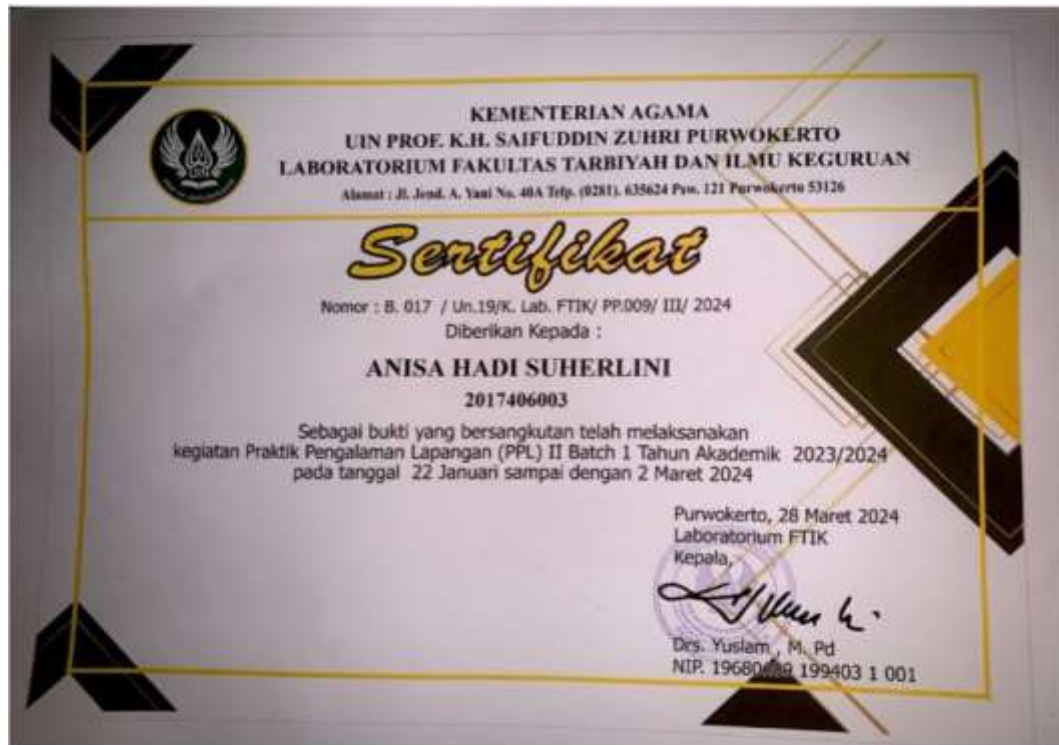 KEMENTERIAN AGAMA
UIN PROF. K.H. SAIFUDDIN ZUHRI PURWOKERTO
LABORATORIUM FAKULTAS TARBIYAH DAN ILMU KEGURUAN
Alamat : Jl. Jend. A. Yani No. 40A Telp. (0281). 635624 Psw. 121 Purwokerto 53126
Sertifikat
Nomor : B. 017 / Un.19/K. Lab. FTIK/ PP.009/ III/ 2024
Diberikan Kepada :
ANISA HADI SUHERLINI
2017406003
Sebagai bukti yang bersangkutan telah melaksanakan
kegiatan Praktik Pengalaman Lapangan (PPL) II Batch 1 Tahun Akademik 2023/2024
pada tanggal 22 Januari sampai dengan 2 Maret 2024
Purwokerto, 28 Maret 2024
Laboratorium FTIK
Kepala,
Drs. Yuslam , M. Pd
NIP. 199403 1 001